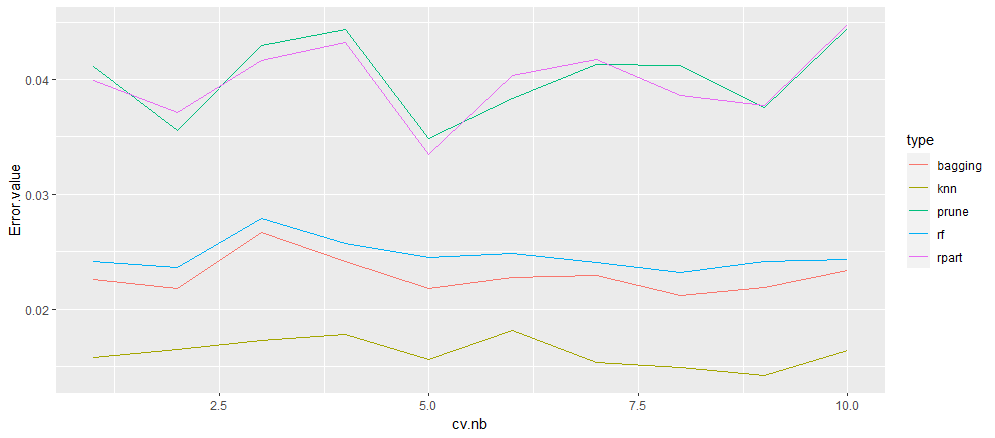 0.04
0.03
0.02
Error.value
2.5
5.0
7.5
10.0
cv.nb
type
bagging
knn
prune
rf
rpart